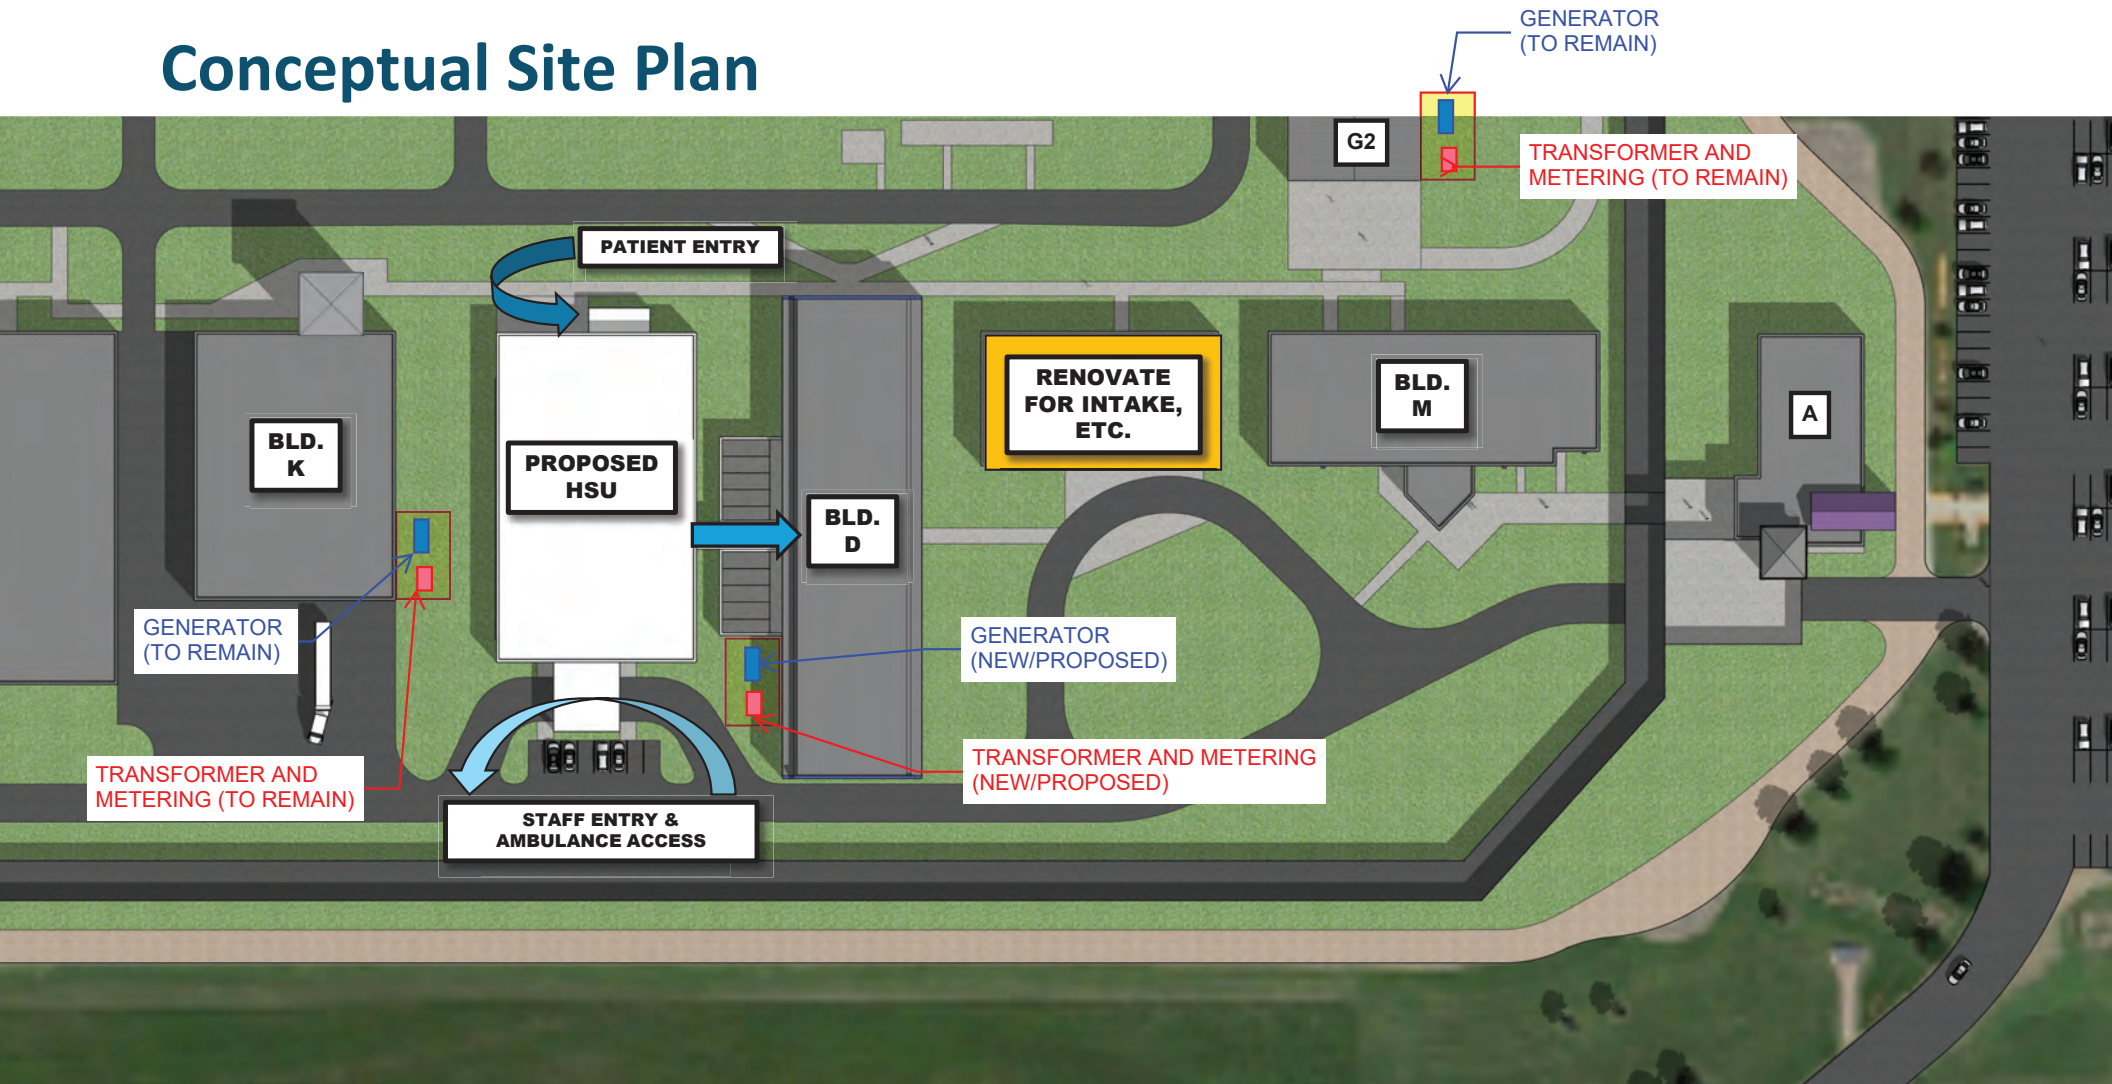 Conceptual Site Plan
GENERATOR
(TO REMAIN)
G2
TRANSFORMER AND
METERING (TO REMAIN)
PATIENT ENTRY
RENOVATE
FOR INTAKE,
ETC.
BLD.
M
A
BLD.
K
PROPOSED
HSU
BLD.
D
GENERATOR
(TO REMAIN)
GENERATOR
(NEW/PROPOSED)
TRANSFORMER AND METERING
(NEW/PROPOSED)
TRANSFORMER AND
METERING (TO REMAIN)
STAFF ENTRY &
AMBULANCE ACCESS